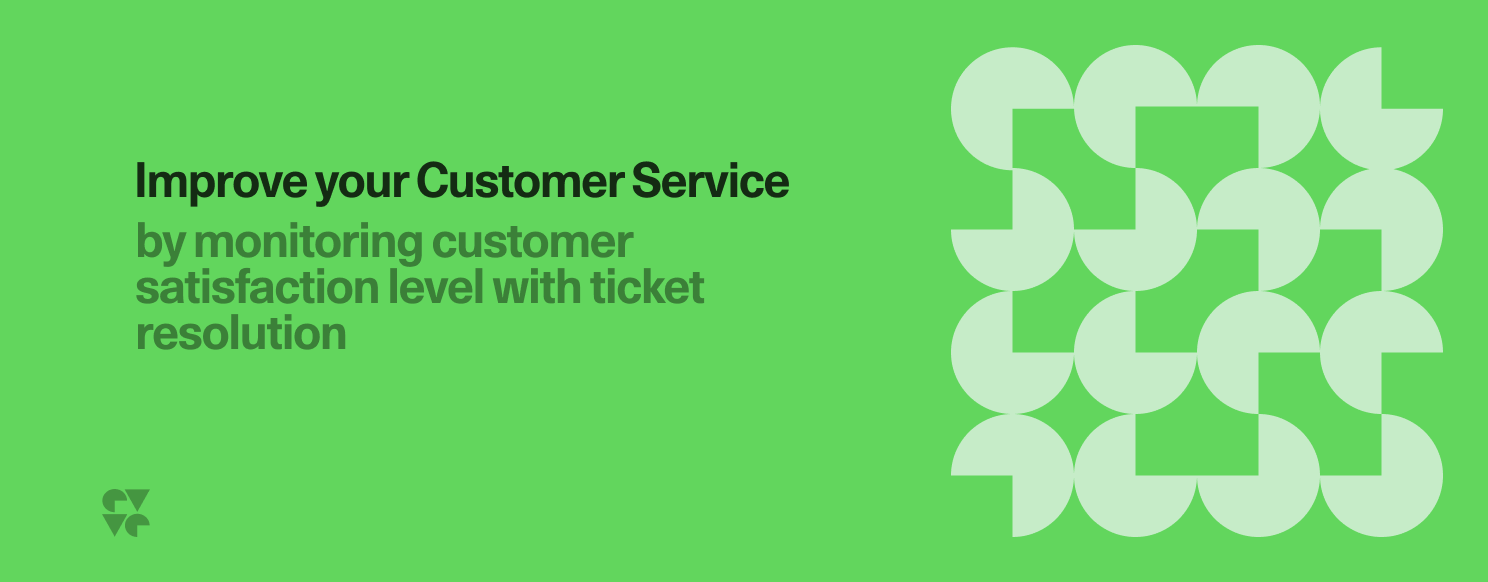 Improve your Customer Service
by monitoring customer
satisfaction level with ticket
resolution